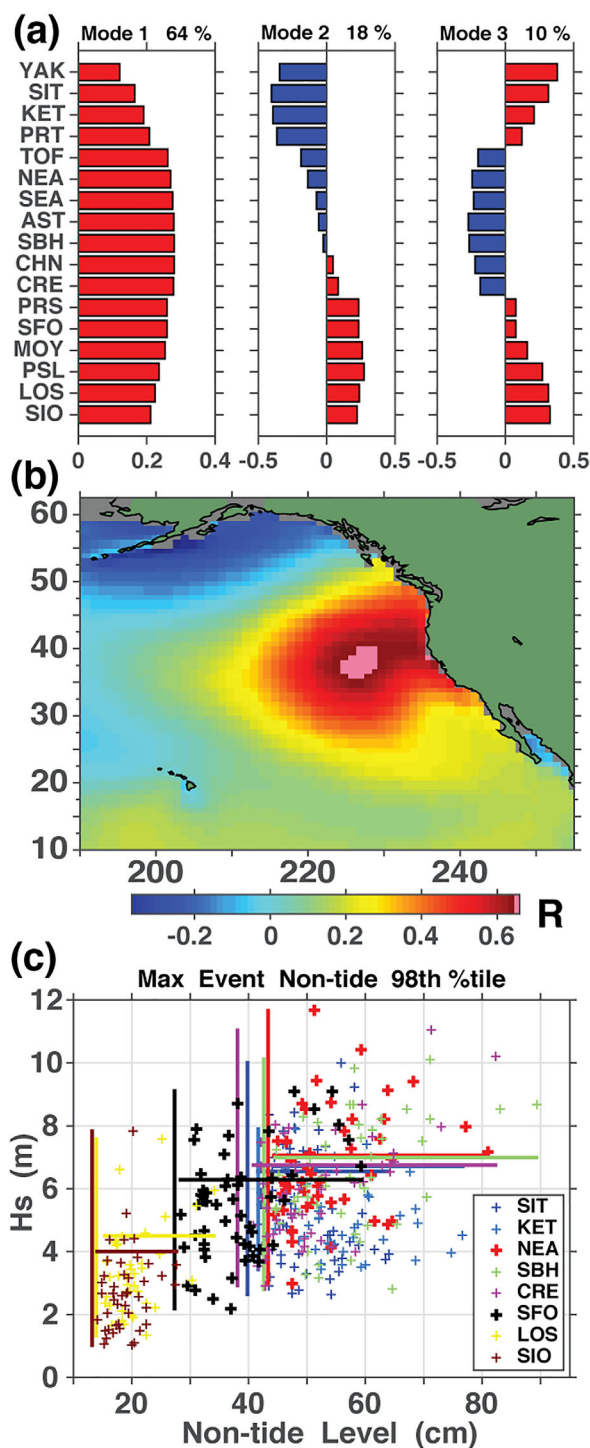 (a) Mode 1 64 % Mode 2 18 % Mode 3 10 %
YAK
SIT
KET
PRT
TOF
NEA
SEA
AST
SBH
CHN
CRE
PRS
SFO
MOY
PSL
LOS
SIO
0 0.2 0.4 -0.5 0 0.5 -0.5 0 0.5
(b)
60
50
40
30
20
10
200 220 240
-0.2 0 0.2 0.4 0.6 R
(c)
Max Event Non-tide 98th %tile
12
10
8
6
4
2
0
Hs (m)
SIT
KET
NEA
SBH
CRE
SFO
LOS
SIO
20 40 60 80
Non-tide Level (cm)